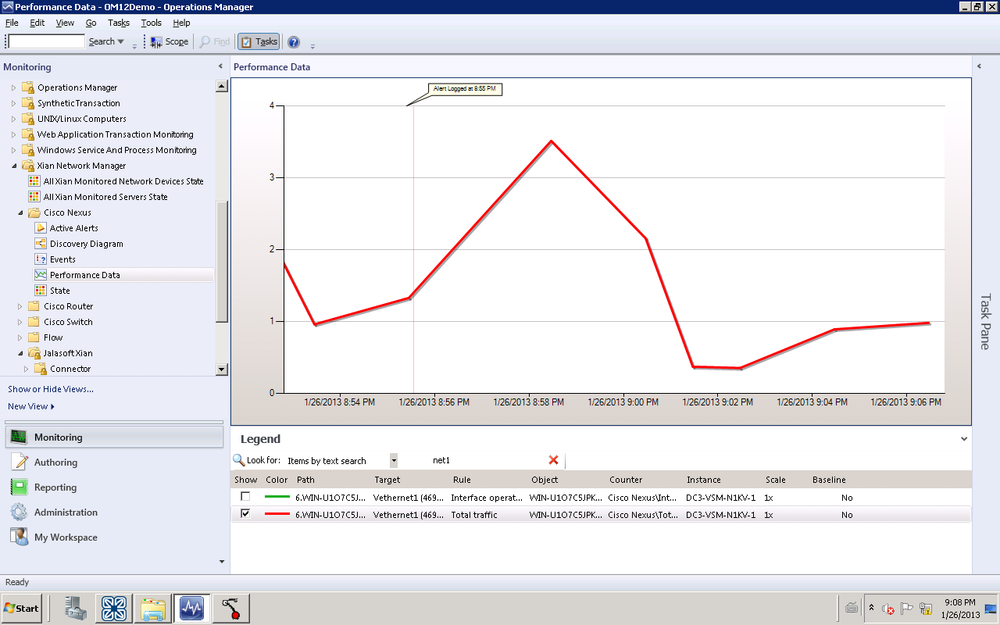 Performance Data - OM12Demo - Operations Manager
File Edit View Go Tasks Tools Help
Search Scope Find Tasks
Monitoring
Operations Manager
Synthetic Transaction
UNIX/Linux Computers
Web Application Transaction Monitoring
Windows Service And Process Monitoring
Xian Network Manager
All Xian Monitored Network Devices State
All Xian Monitored Servers State
Cisco Nexus
Active Alerts
Discovery Diagram
Events
Performance Data
State
Cisco Router
Cisco Switch
Flow
Jalasoft Xian
Connector
Show or Hide Views...
New View
Monitoring
Authoring
Reporting
Administration
My Workspace
Performance Data
Alert Logged at 8:55 PM
4
3
2
1
0
1/26/2013 8:54 PM 1/26/2013 8:56 PM 1/26/2013 8:58 PM 1/26/2013 9:00 PM 1/26/2013 9:02 PM 1/26/2013 9:04 PM 1/26/2013 9:06 PM
Legend
Look for: Items by text search net1
Show Color Path Target Rule Object Counter Instance Scale Baseline
6.WIN-U1O7C5J... Vethernet1 (469... Interface operat... WIN-U1O7C5JPK... Cisco Nexus\Int... DC3-VSM-N1KV-1 1x No
6.WIN-U1O7C5J... Vethernet1 (469... Total traffic WIN-U1O7C5JPK... Cisco Nexus\Tot... DC3-VSM-N1KV-1 1x No
Task Pane
Ready
Start
9:08 PM
1/26/2013